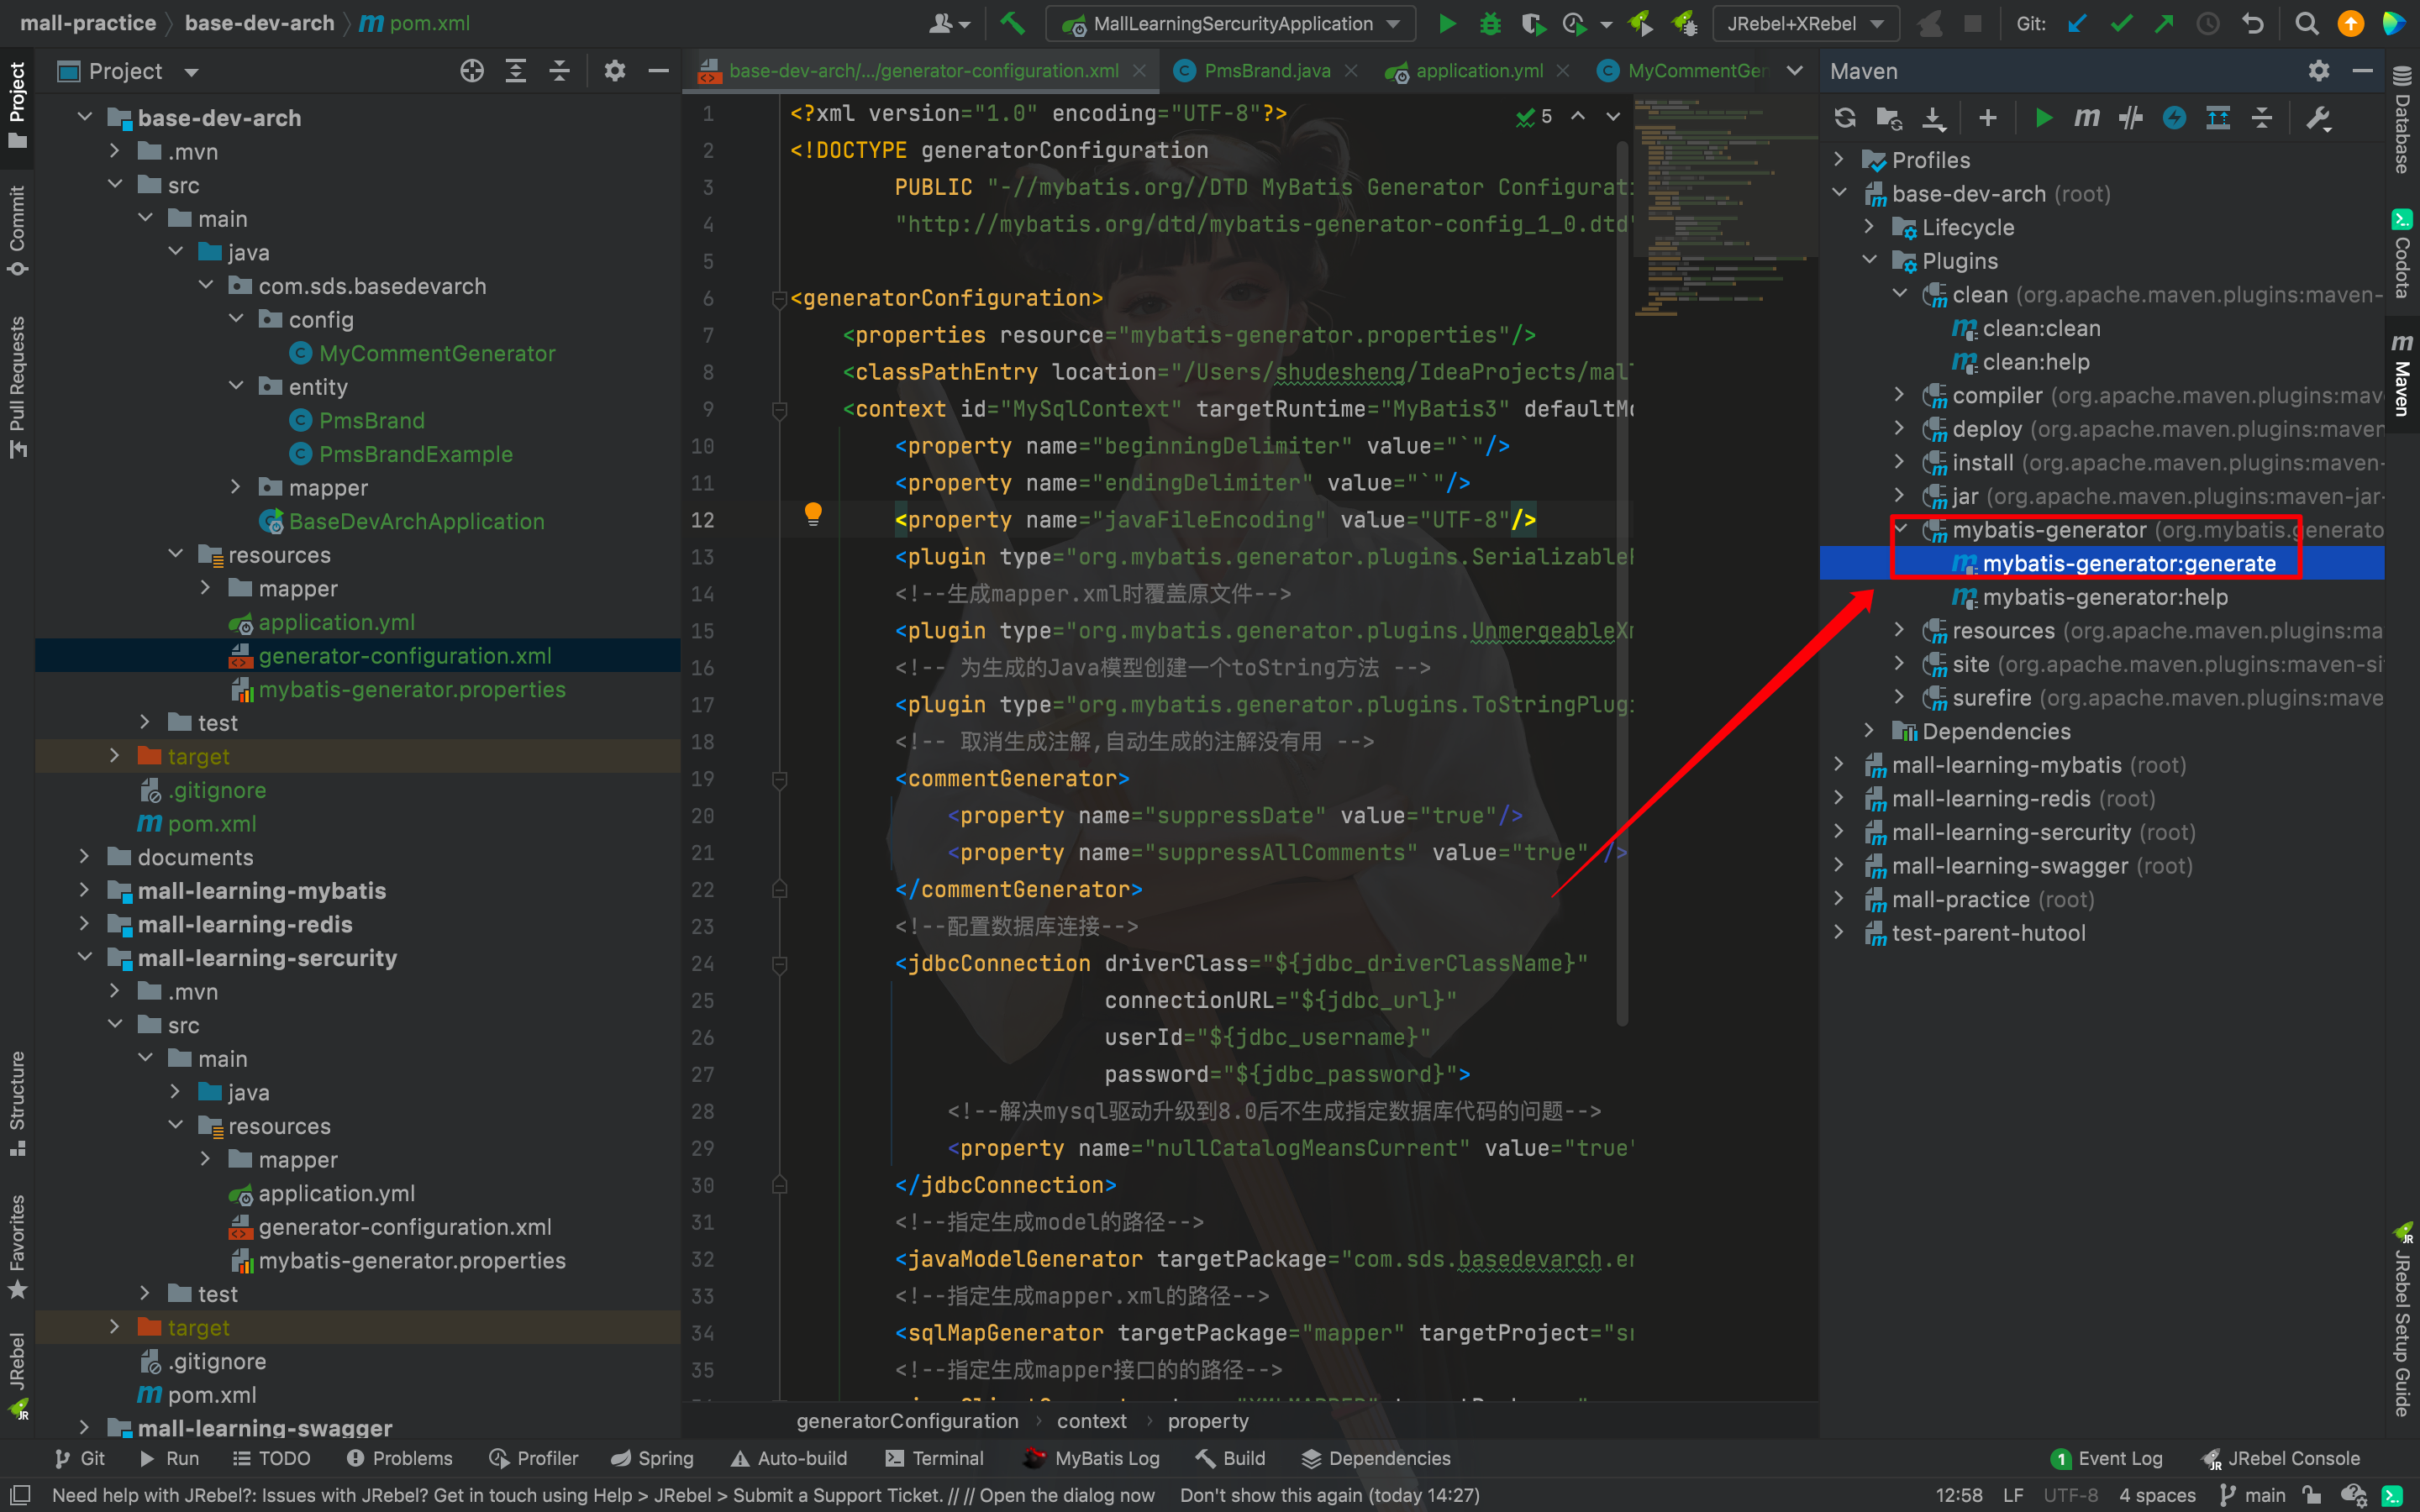 mall-practice 〉 base-dev-arch 〉 m pom.xml
MallLearningSercurityApplication
JRebel+XRebel
Git:
Project
base-dev-arch/.../generator-configuration.xml
PmsBrand.java
application.yml
MyCommentGen
Maven
Project
Commit
Pull Requests
Structure
Favorites
JRebel
base-dev-arch
.mvn
src
main
java
com.sds.basedevarch
config
MyCommentGenerator
entity
PmsBrand
PmsBrandExample
mapper
BaseDevArchApplication
resources
mapper
application.yml
generator-configuration.xml
mybatis-generator.properties
test
target
.gitignore
pom.xml
documents
mall-learning-mybatis
mall-learning-redis
mall-learning-sercurity
.mvn
src
main
java
resources
mapper
application.yml
generator-configuration.xml
mybatis-generator.properties
test
target
.gitignore
pom.xml
mall-learning-swagger
5
1 <?xml version="1.0" encoding="UTF-8"?>
2 <!DOCTYPE generatorConfiguration
3 PUBLIC "-//mybatis.org//DTD MyBatis Generator Configurati
4 "http://mybatis.org/dtd/mybatis-generator-config_1_0.dtd"
5
6 <generatorConfiguration>
7 <properties resource="mybatis-generator.properties"/>
8 <classPathEntry location="/Users/shudesheng/IdeaProjects/mal
9 <context id="MySqlContext" targetRuntime="MyBatis3" defaultMo
10 <property name="beginningDelimiter" value="`"/>
11 <property name="endingDelimiter" value="`"/>
12 <property name="javaFileEncoding" value="UTF-8"/>
13 <plugin type="org.mybatis.generator.plugins.SerializableP
14 <!--生成mapper.xml时覆盖原文件-->
15 <plugin type="org.mybatis.generator.plugins.UnmergeableXm
16 <!-- 为生成的Java模型创建一个toString方法 -->
17 <plugin type="org.mybatis.generator.plugins.ToStringPlugi
18 <!-- 取消生成注解,自动生成的注解没有用 -->
19 <commentGenerator>
20 <property name="suppressDate" value="true"/>
21 <property name="suppressAllComments" value="true" />
22 </commentGenerator>
23 <!--配置数据库连接-->
24 <jdbcConnection driverClass="${jdbc_driverClassName}"
25 connectionURL="${jdbc_url}"
26 userId="${jdbc_username}"
27 password="${jdbc_password}">
28 <!--解决mysql驱动升级到8.0后不生成指定数据库代码的问题-->
29 <property name="nullCatalogMeansCurrent" value="true"
30 </jdbcConnection>
31 <!--指定生成model的路径-->
32 <javaModelGenerator targetPackage="com.sds.basedevarch.en
33 <!--指定生成mapper.xml的路径-->
34 <sqlMapGenerator targetPackage="mapper" targetProject="sr
35 <!--指定生成mapper接口的的路径-->
generatorConfiguration › context › property
Profiles
base-dev-arch (root)
Lifecycle
Plugins
clean (org.apache.maven.plugins:maven-
clean:clean
clean:help
compiler (org.apache.maven.plugins:mav
deploy (org.apache.maven.plugins:maven
install (org.apache.maven.plugins:maven-
jar (org.apache.maven.plugins:maven-jar-
mybatis-generator (org.mybatis.generato
mybatis-generator:generate
mybatis-generator:help
resources (org.apache.maven.plugins:ma
site (org.apache.maven.plugins:maven-si
surefire (org.apache.maven.plugins:mave
Dependencies
mall-learning-mybatis (root)
mall-learning-redis (root)
mall-learning-sercurity (root)
mall-learning-swagger (root)
mall-practice (root)
test-parent-hutool
Database
Codota
Maven
JRebel Setup Guide
Git Run TODO Problems Profiler Spring Auto-build Terminal MyBatis Log Build Dependencies 1 Event Log JRebel Console
Need help with JRebel?: Issues with JRebel? Get in touch using Help > JRebel > Submit a Support Ticket. // // Open the dialog now Don't show this again (today 14:27) 12:58 LF UTF-8 4 spaces main